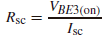 R_sc = V_BE3(on) / I_sc